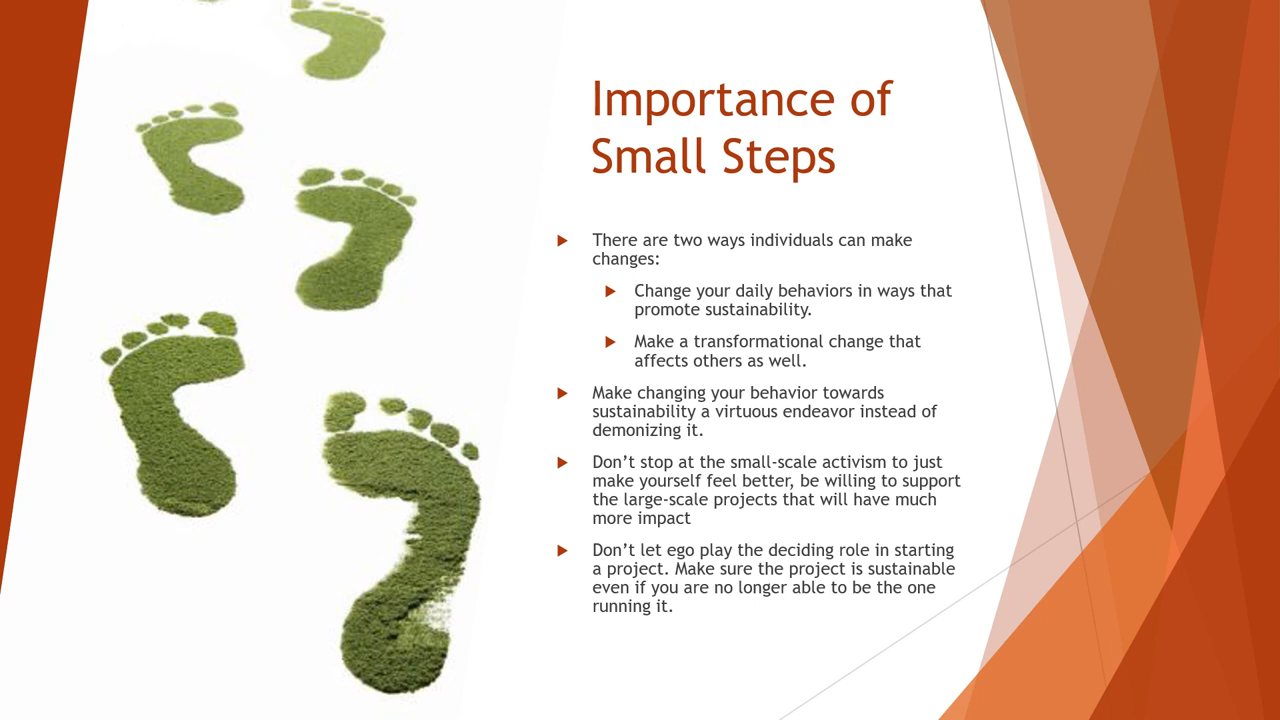 Importance of
Small Steps
There are two ways individuals can make
changes:
Change your daily behaviors in ways that
promote sustainability.
Make a transformational change that
affects others as well.
Make changing your behavior towards
sustainability a virtuous endeavor instead of
demonizing it.
Don’t stop at the small-scale activism to just
make yourself feel better, be willing to support
the large-scale projects that will have much
more impact
Don’t let ego play the deciding role in starting
a project. Make sure the project is sustainable
even if you are no longer able to be the one
running it.